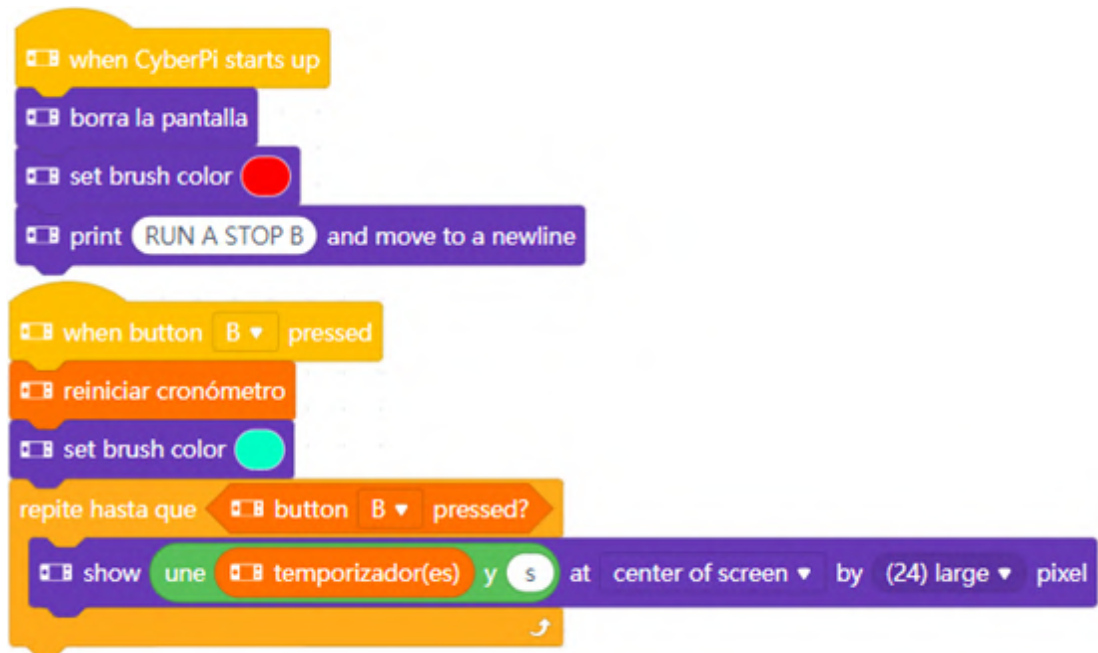 when CyberPi starts up
borra la pantalla
set brush color
print RUN A STOP B and move to a newline
when button B pressed
reiniciar cronómetro
set brush color
repite hasta que button B pressed?
show une temporizador(es) y s at center of screen by (24) large pixel